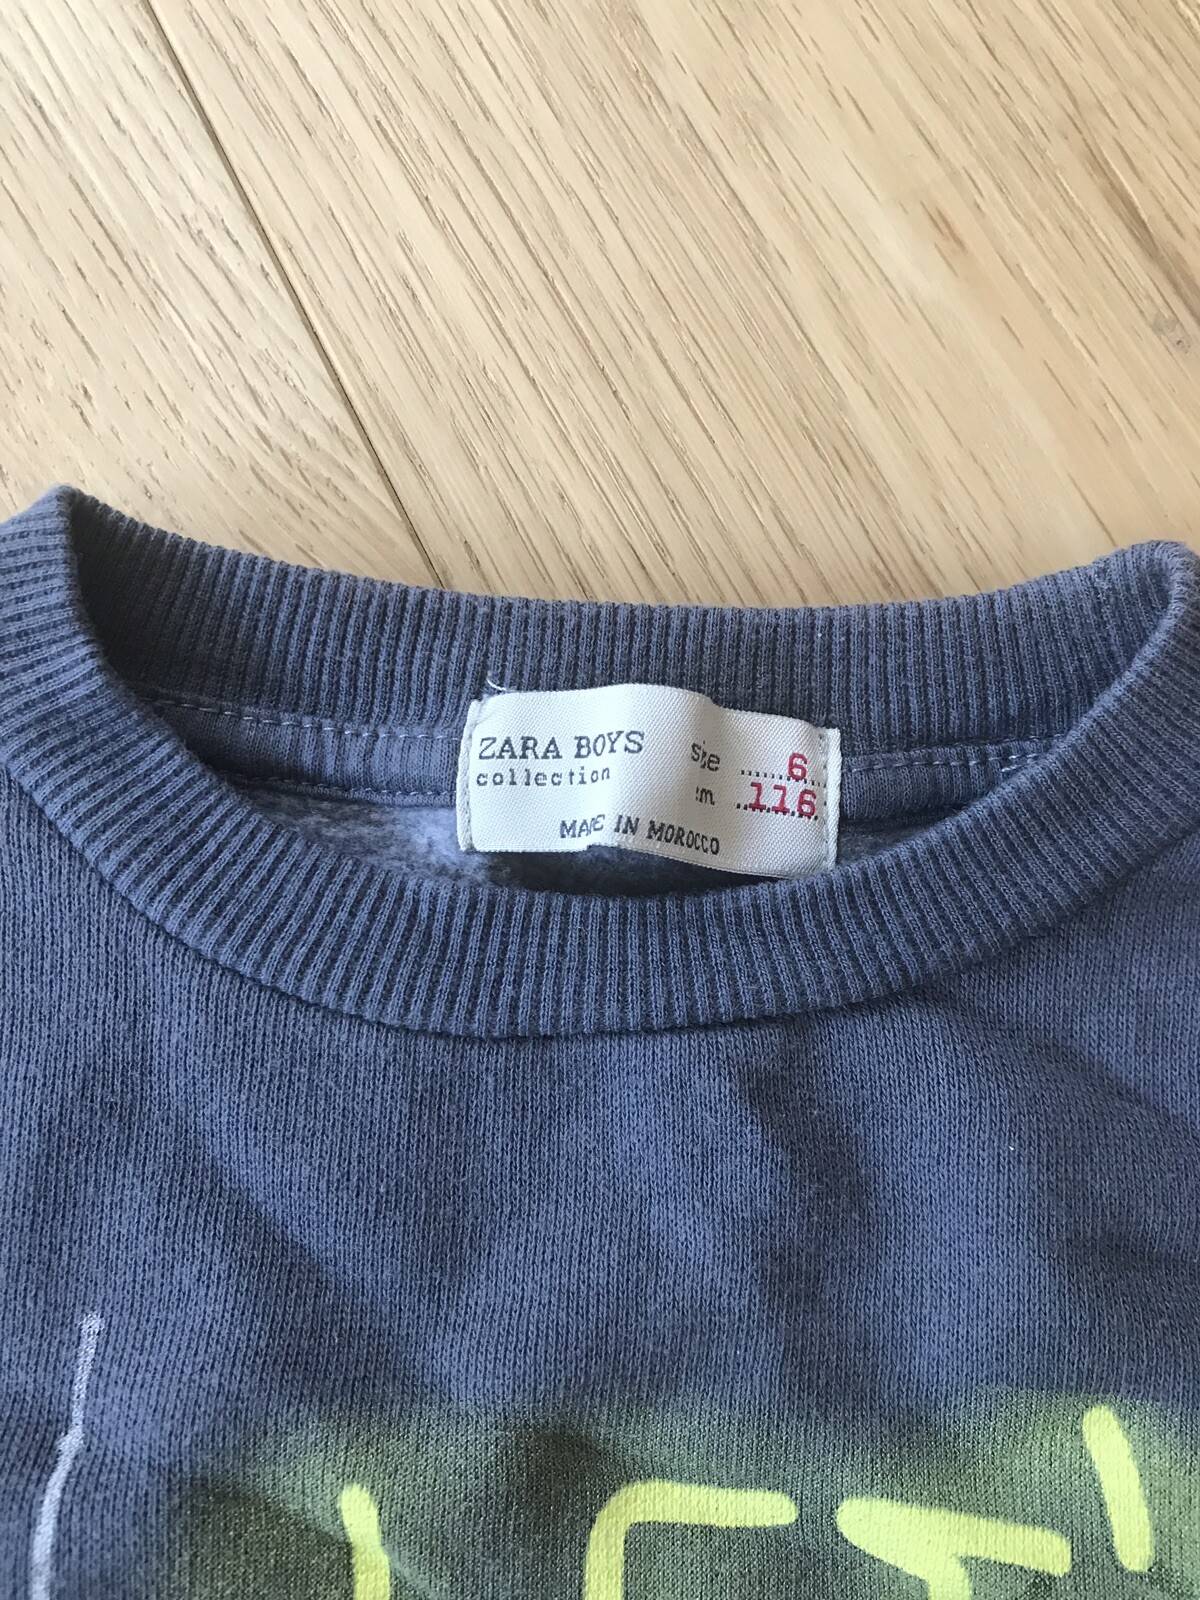 ZARA BOYS
collection
size ...... 6
cm. ... 116
MADE IN MOROCCO